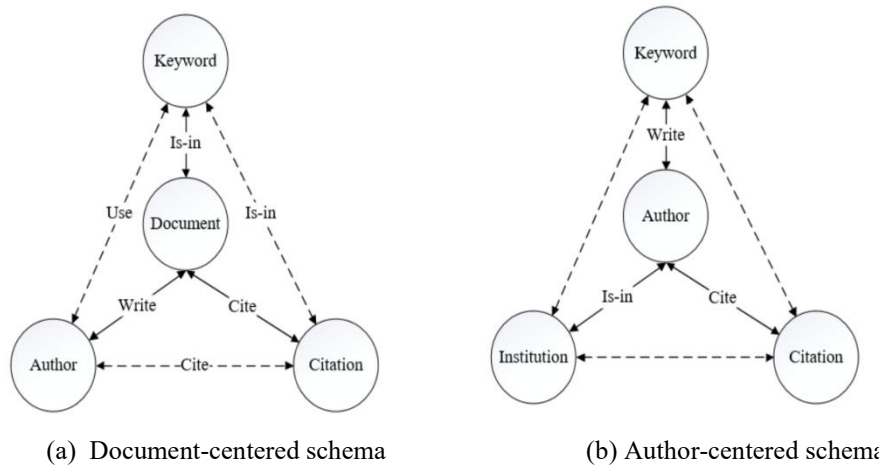 Keyword
Is-in
Use
Is-in
Document
Write
Cite
Author
Cite
Citation
(a) Document-centered schema
Keyword
Write
Author
Is-in
Cite
Institution
Citation
(b) Author-centered schema